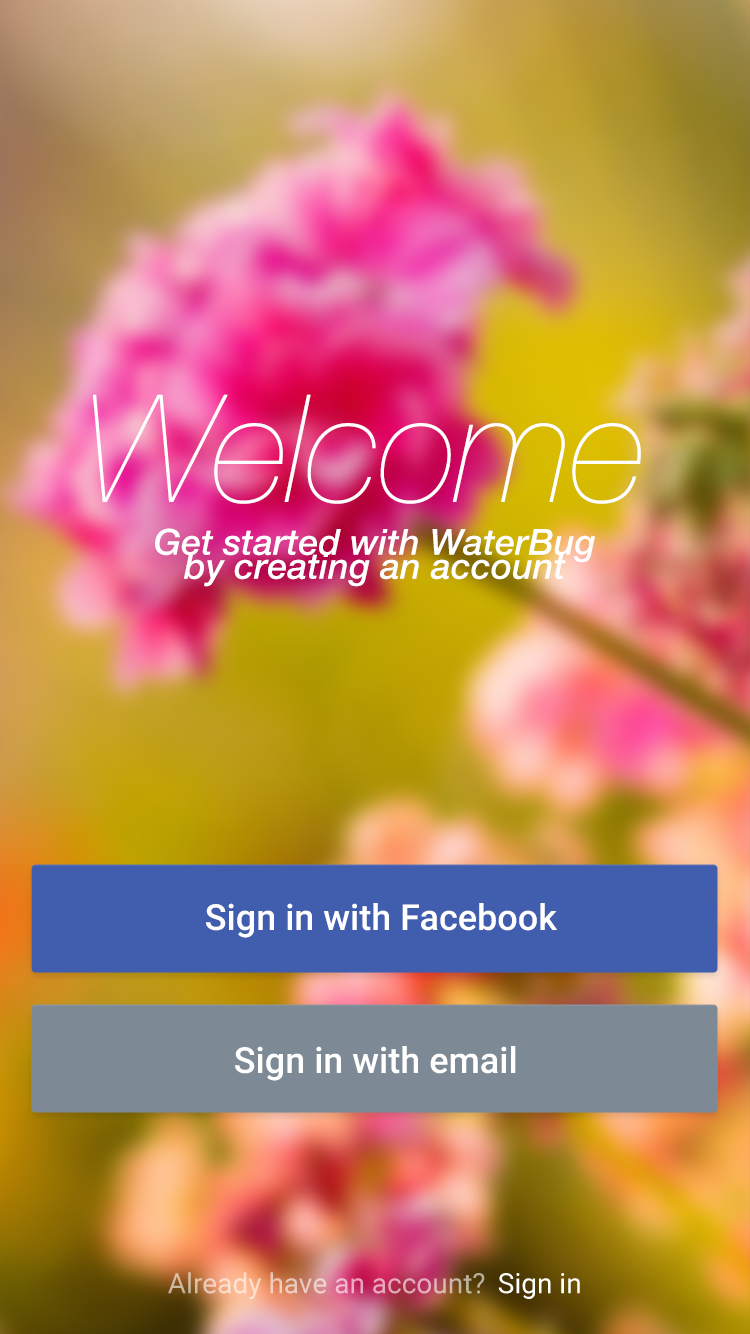 Welcome
Get started with WaterBug
by creating an account
Sign in with Facebook
Sign in with email
Already have an account? Sign in